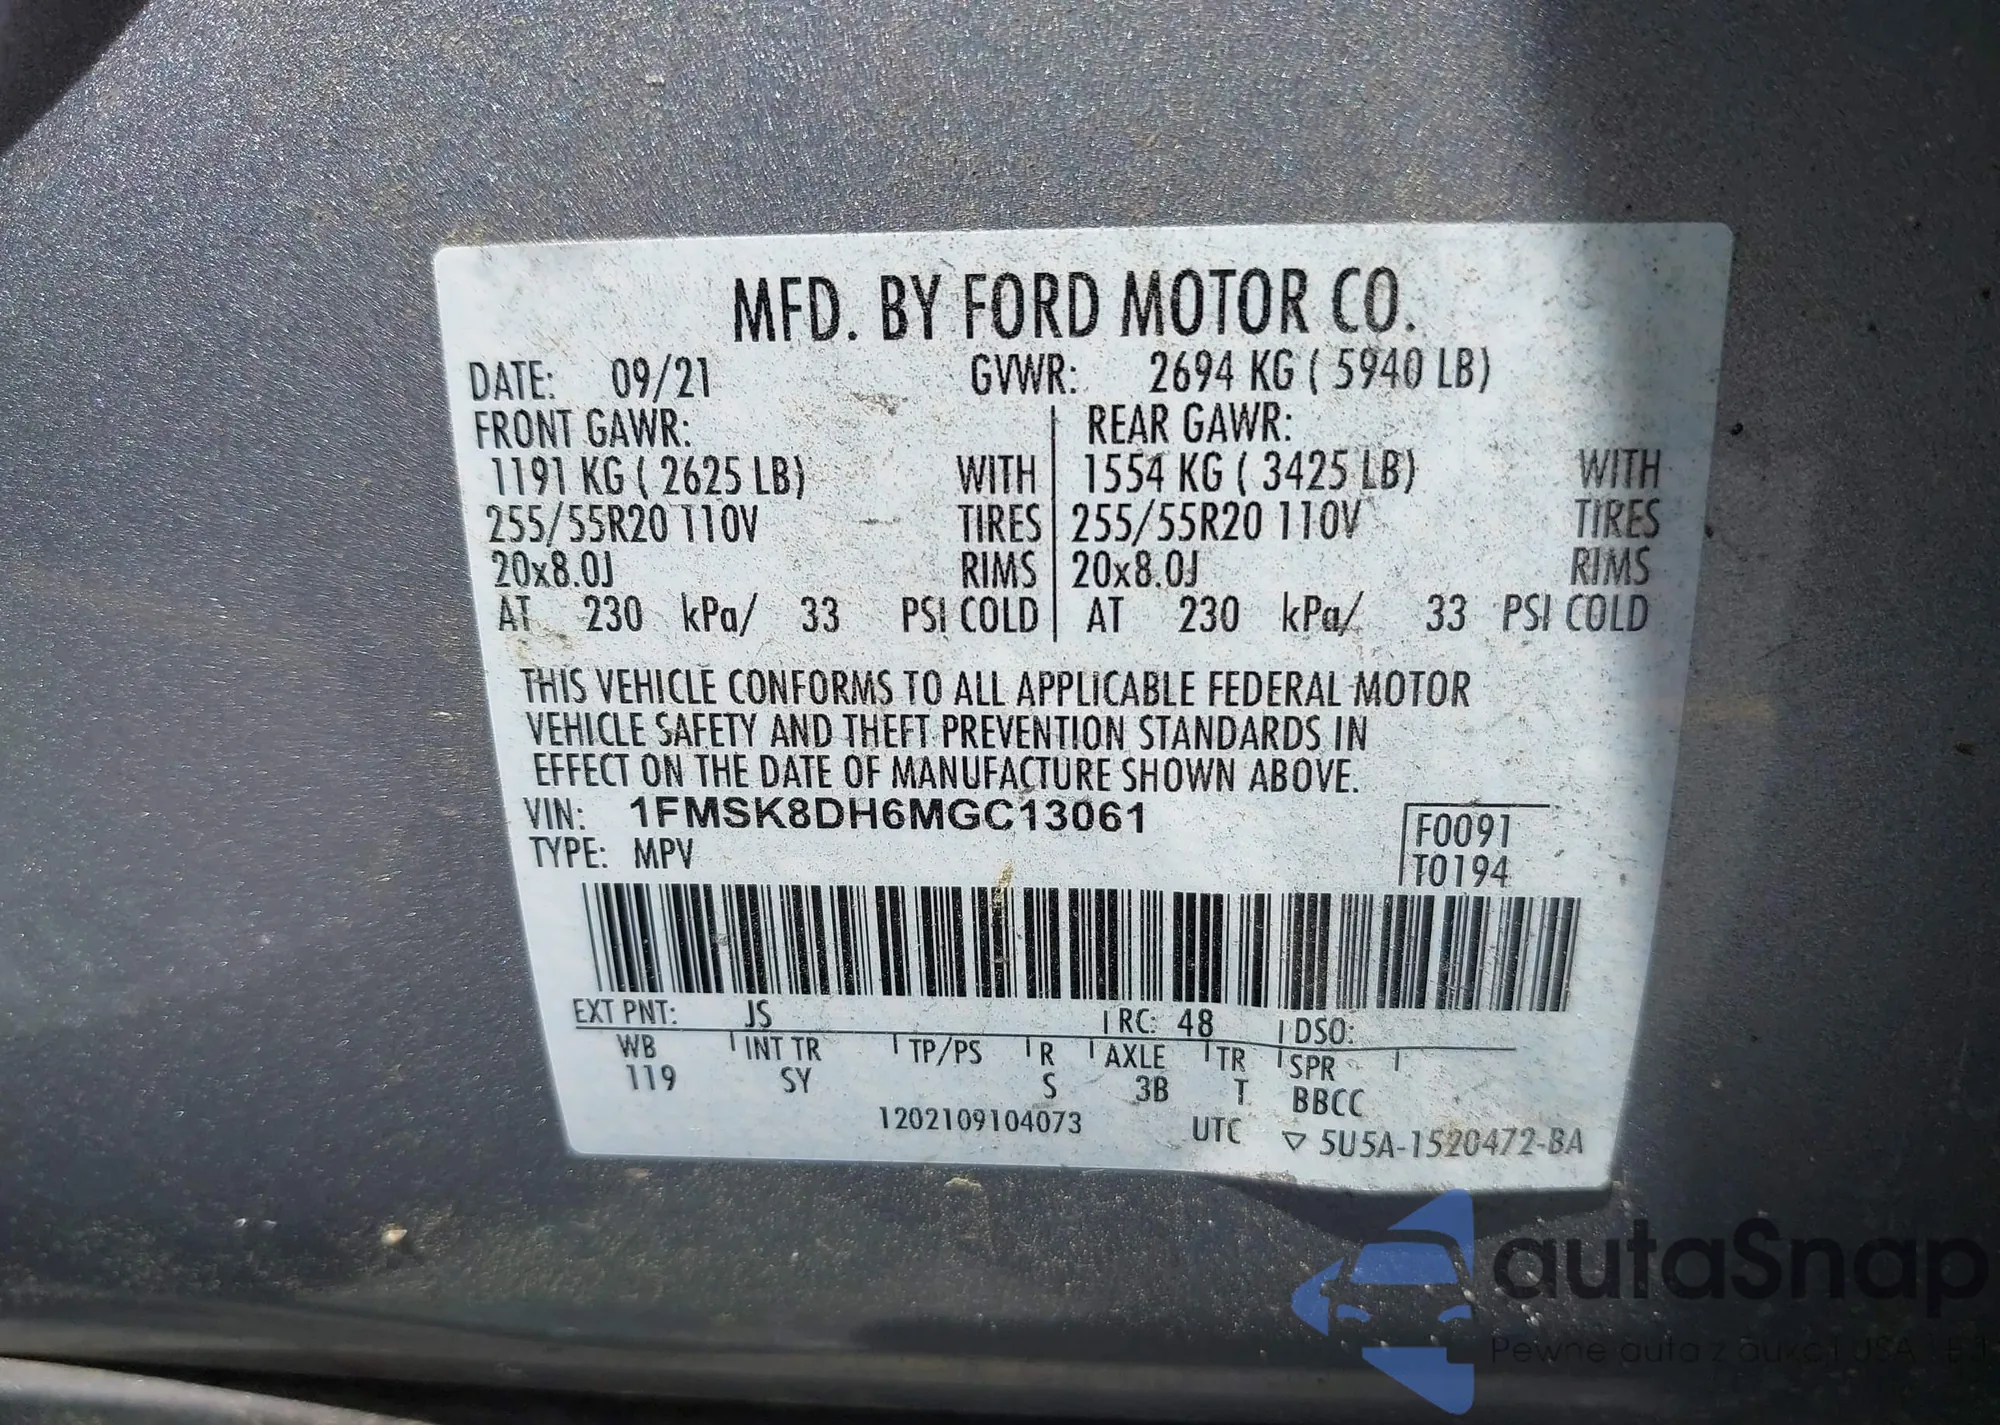 MFD. BY FORD MOTOR CO.
DATE: 09/21 GVWR: 2694 KG ( 5940 LB)
FRONT GAWR: REAR GAWR:
1191 KG ( 2625 LB) WITH 1554 KG ( 3425 LB) WITH
255/55R20 110V TIRES 255/55R20 110V TIRES
20x8.0J RIMS 20x8.0J RIMS
AT 230 kPa/ 33 PSI COLD AT 230 kPa/ 33 PSI COLD
THIS VEHICLE CONFORMS TO ALL APPLICABLE FEDERAL MOTOR
VEHICLE SAFETY AND THEFT PREVENTION STANDARDS IN
EFFECT ON THE DATE OF MANUFACTURE SHOWN ABOVE.
VIN: 1FMSK8DH6MGC13061 F0091
TYPE: MPV T0194
EXT PNT: JS RC: 48 DSO:
WB INT TR TP/PS R AXLE TR SPR
119 SY S 3B T BBCC
1202109104073 UTC ▽ 5U5A-1520472-BA
autaSnap
Pewne auta z aukcji USA i EU